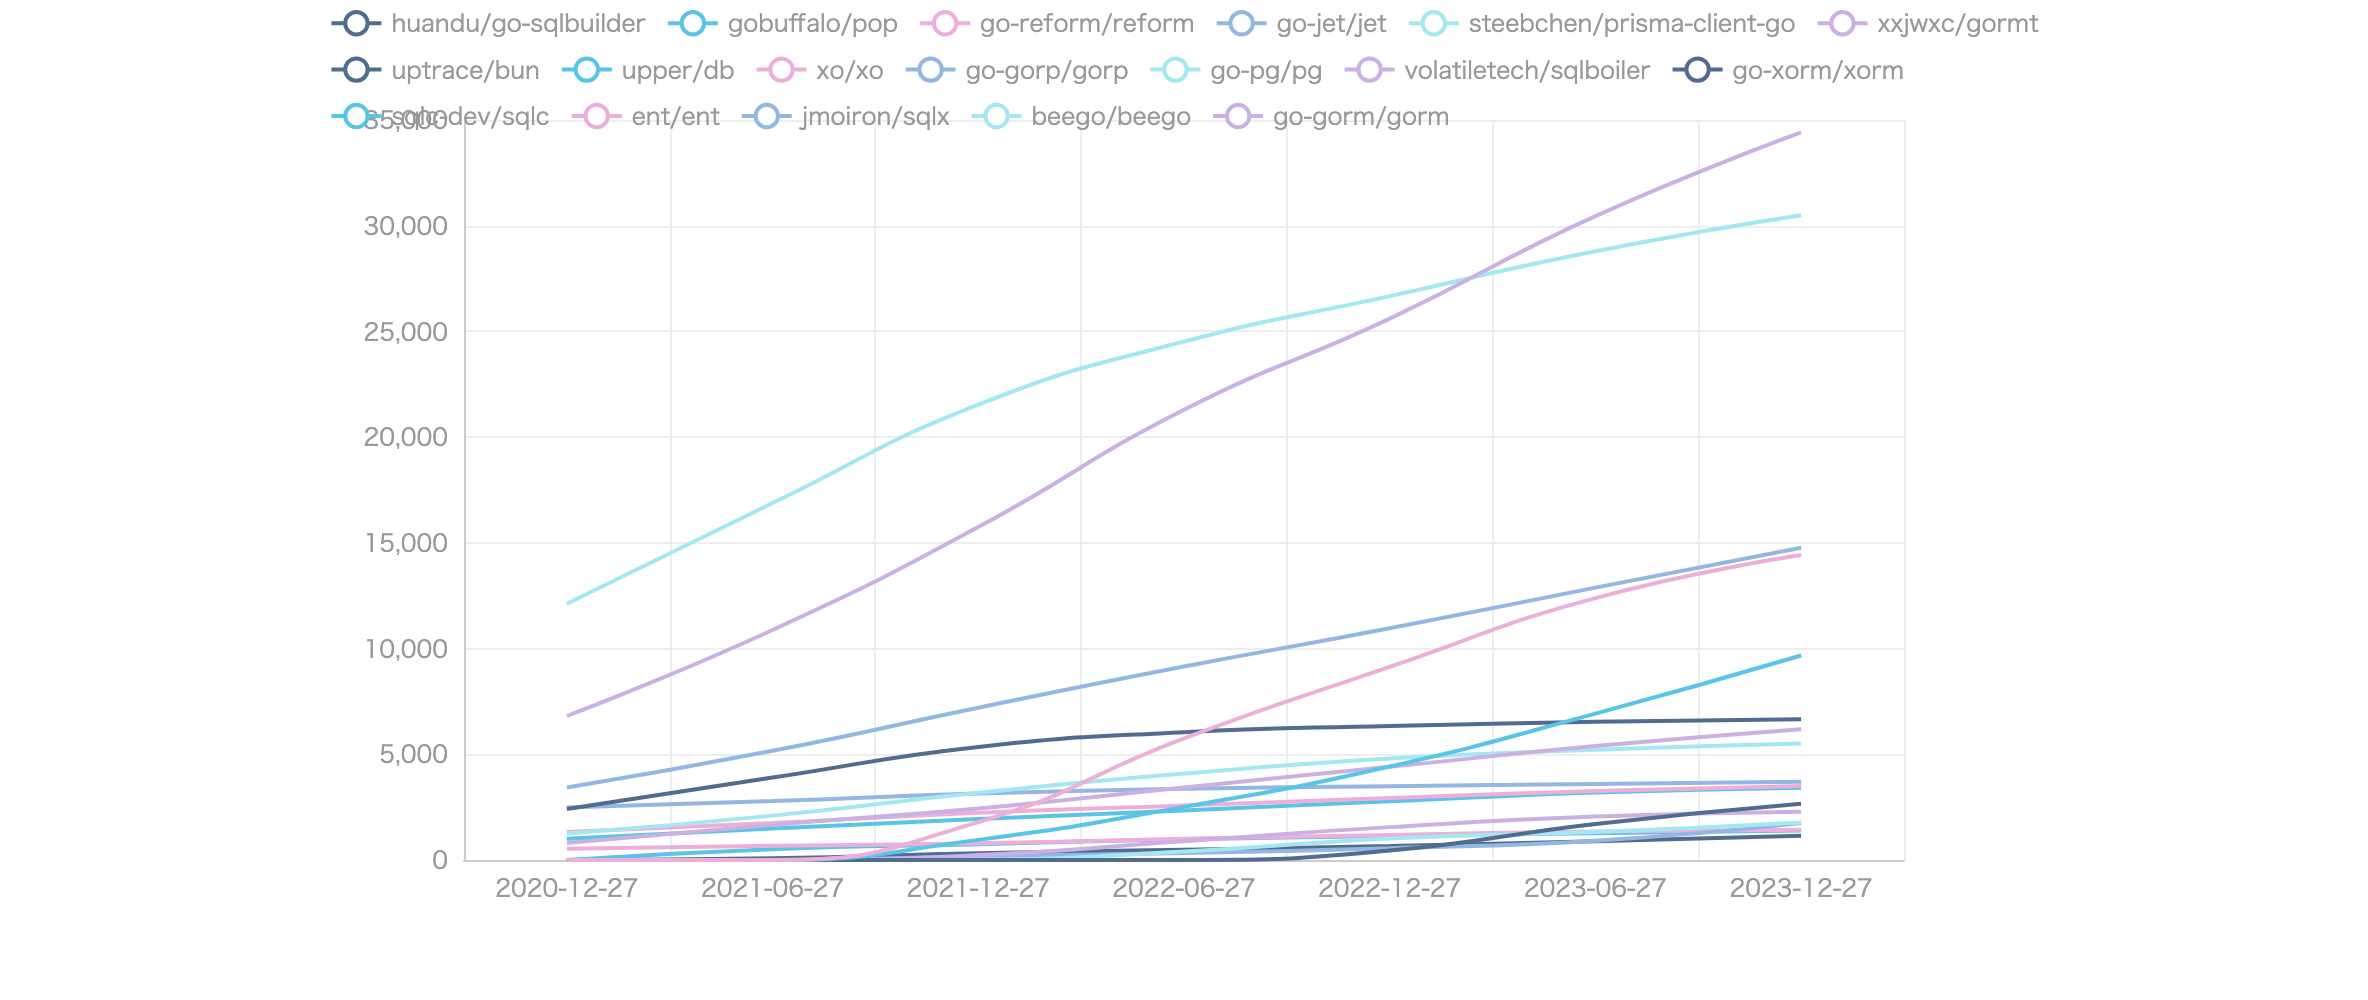 huandu/go-sqlbuilder gobuffalo/pop go-reform/reform go-jet/jet steebchen/prisma-client-go xxjwxc/gormt
uptrace/bun upper/db xo/xo go-gorp/gorp go-pg/pg volatiletech/sqlboiler go-xorm/xorm
sqlc-dev/sqlc ent/ent jmoiron/sqlx beego/beego go-gorm/gorm
35,000
30,000
25,000
20,000
15,000
10,000
5,000
0
2020-12-27 2021-06-27 2021-12-27 2022-06-27 2022-12-27 2023-06-27 2023-12-27